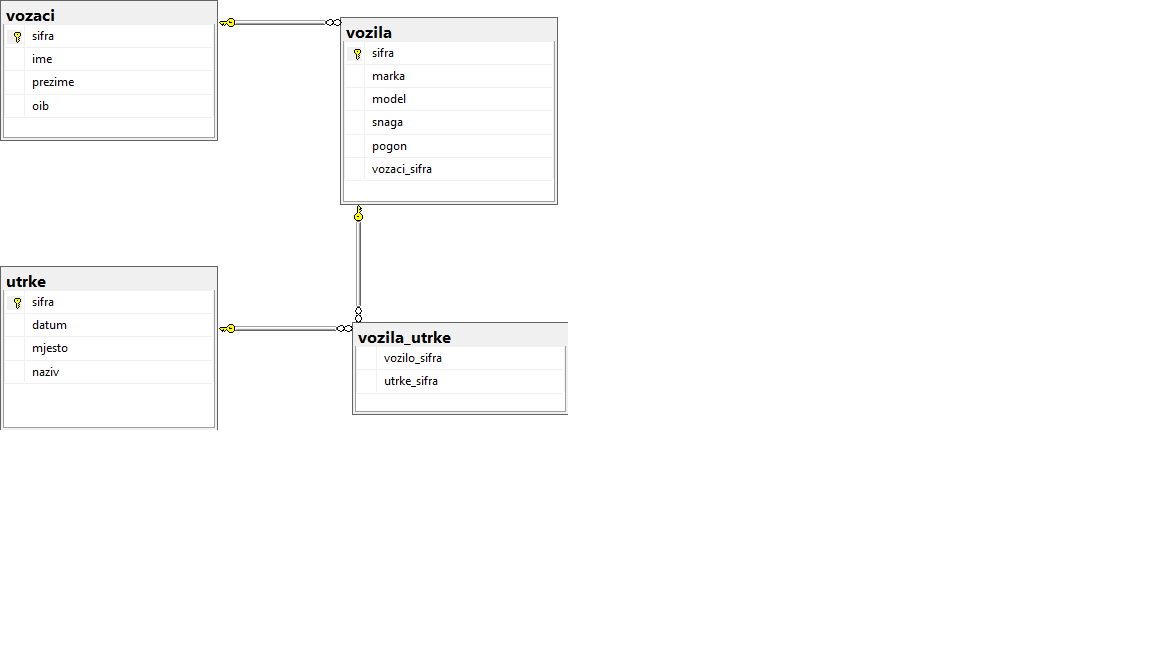 vozaci
sifra
ime
prezime
oib
vozila
sifra
marka
model
snaga
pogon
vozaci_sifra
utrke
sifra
datum
mjesto
naziv
vozila_utrke
vozilo_sifra
utrke_sifra